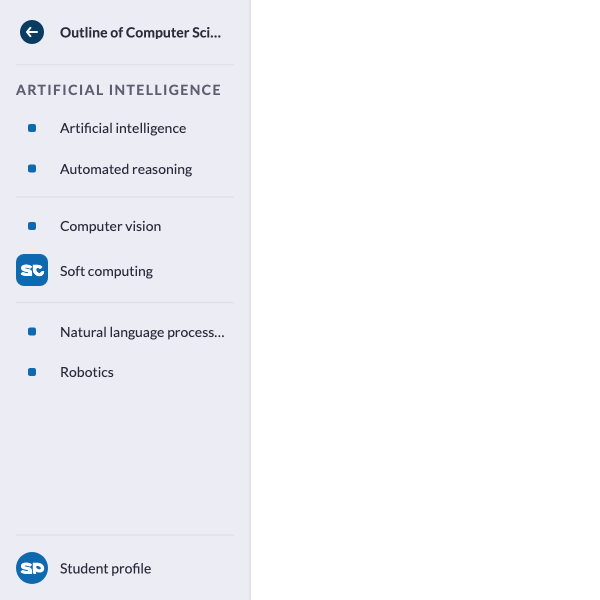 Outline of Computer Sci...
ARTIFICIAL INTELLIGENCE
Artificial intelligence
Automated reasoning
Computer vision
sc Soft computing
Natural language process...
Robotics
sp Student profile